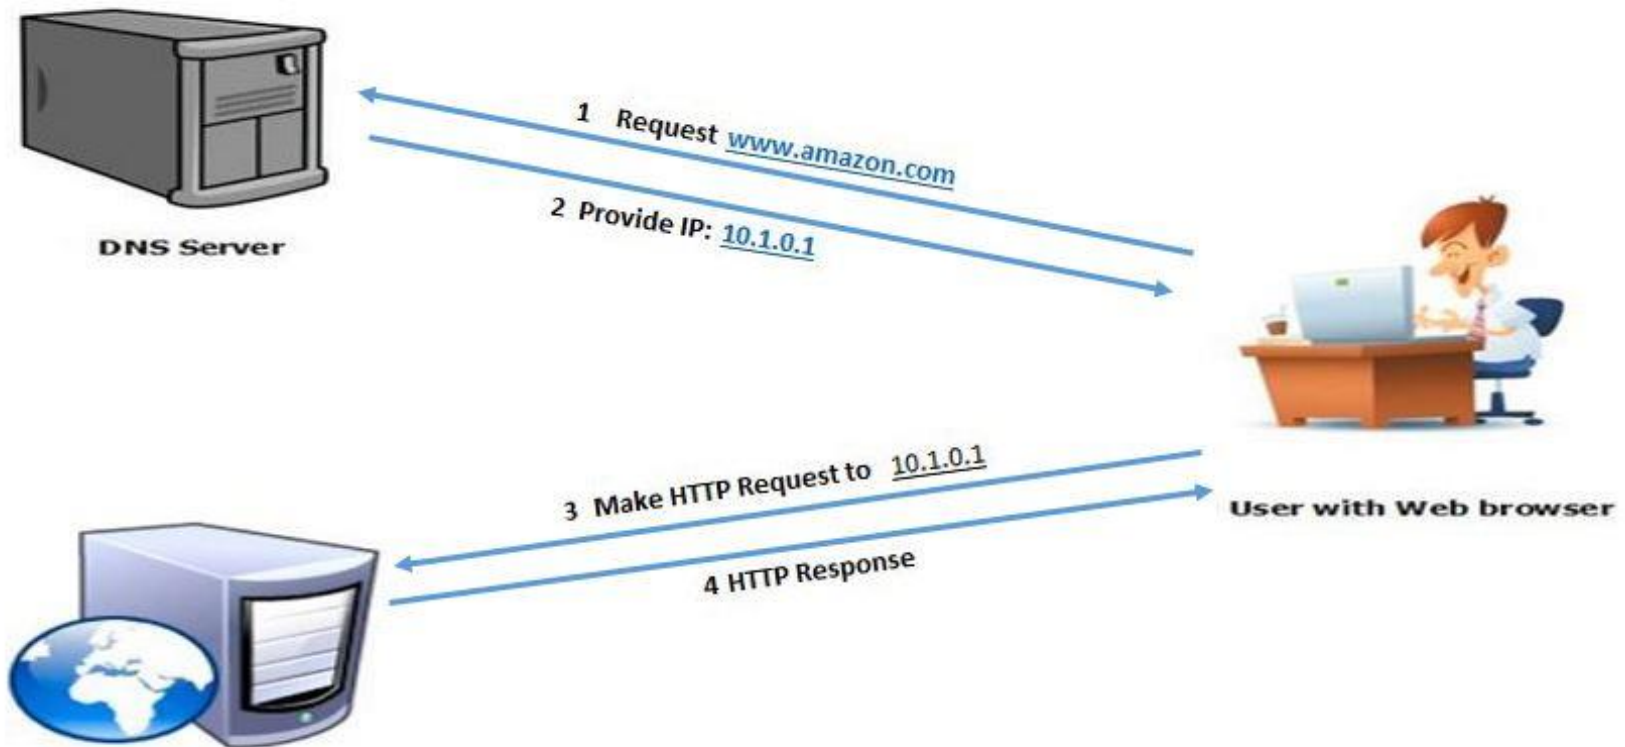 1 Request www.amazon.com
2 Provide IP: 10.1.0.1
DNS Server
3 Make HTTP Request to 10.1.0.1
User with Web browser
4 HTTP Response